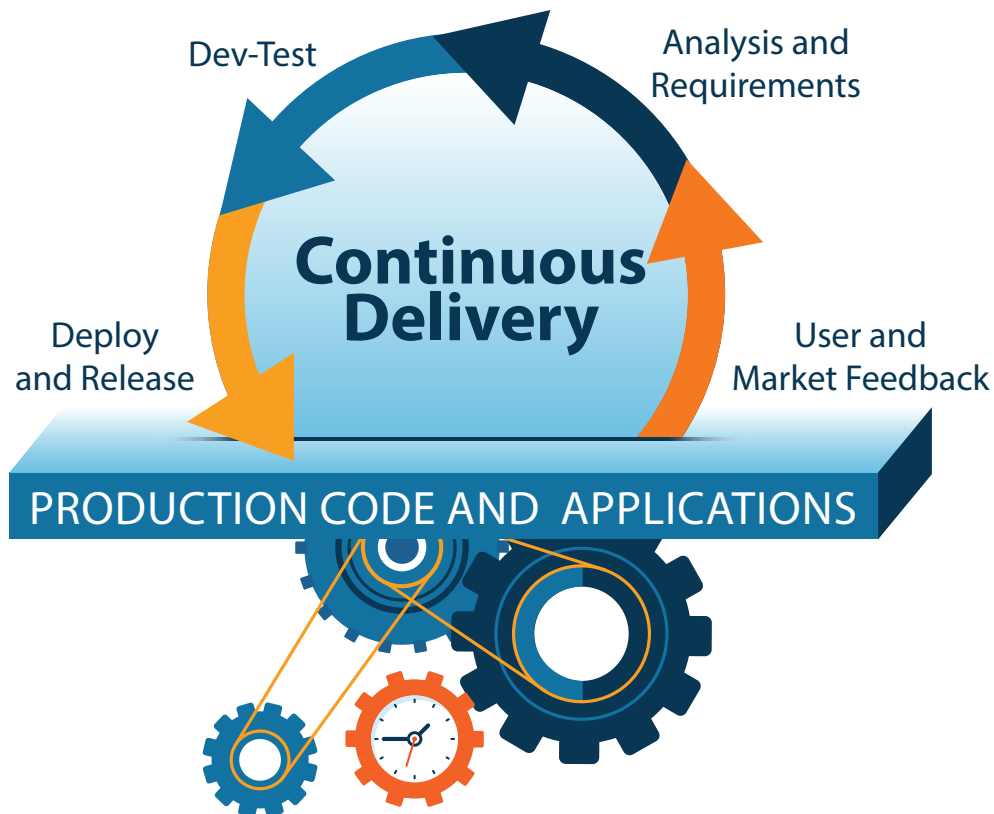 Dev-Test
Analysis and
Requirements
Continuous
Delivery
Deploy
and Release
User and
Market Feedback
PRODUCTION CODE AND APPLICATIONS